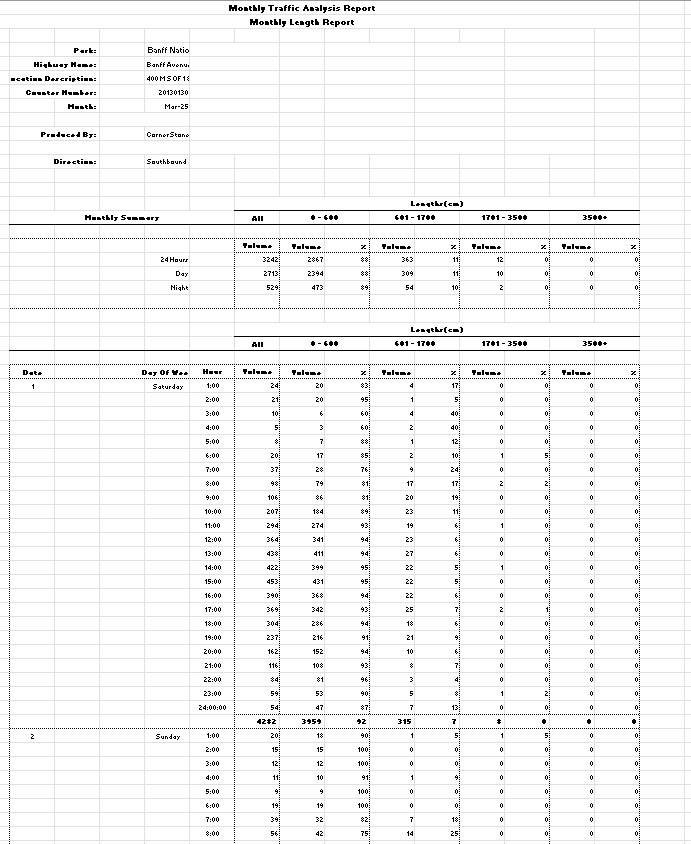 Monthly Traffic Analysis Report
Monthly Length Report
Park: Banff Natio
Highway Name: Banff Avenu
ocation Description: 400 M S OF 1
Counter Number: 20130130
Month: Mar-25
Produced By: CornerStone
Direction: Southbound
Lengths(cm)
Monthly Summary All 0 - 600 601 - 1700 1701 - 3500 3500+
Volume Volume % Volume % Volume % Volume %
24 Hours 3242 2867 88 363 11 12 0 0 0
Day 2713 2394 88 309 11 10 0 0 0
Night 529 473 89 54 10 2 0 0 0
Lengths(cm)
All 0 - 600 601 - 1700 1701 - 3500 3500+
Date Day Of Wee Hour Volume Volume % Volume % Volume % Volume %
1 Saturday 1:00 24 20 83 4 17 0 0 0 0
2:00 21 20 95 1 5 0 0 0 0
3:00 10 6 60 4 40 0 0 0 0
4:00 5 3 60 2 40 0 0 0 0
5:00 8 7 88 1 12 0 0 0 0
6:00 20 17 85 2 10 1 5 0 0
7:00 37 28 76 9 24 0 0 0 0
8:00 98 79 81 17 17 2 2 0 0
9:00 106 86 81 20 19 0 0 0 0
10:00 207 184 89 23 11 0 0 0 0
11:00 294 274 93 19 6 1 0 0 0
12:00 364 341 94 23 6 0 0 0 0
13:00 438 411 94 27 6 0 0 0 0
14:00 422 399 95 22 5 1 0 0 0
15:00 453 431 95 22 5 0 0 0 0
16:00 390 368 94 22 6 0 0 0 0
17:00 369 342 93 25 7 2 1 0 0
18:00 304 286 94 18 6 0 0 0 0
19:00 237 216 91 21 9 0 0 0 0
20:00 162 152 94 10 6 0 0 0 0
21:00 116 108 93 8 7 0 0 0 0
22:00 84 81 96 3 4 0 0 0 0
23:00 59 53 90 5 8 1 2 0 0
24:00:00 54 47 87 7 13 0 0 0 0
4282 3959 92 315 7 8 0 0 0
2 Sunday 1:00 20 18 90 1 5 1 5 0 0
2:00 15 15 100 0 0 0 0 0 0
3:00 12 12 100 0 0 0 0 0 0
4:00 11 10 91 1 9 0 0 0 0
5:00 9 9 100 0 0 0 0 0 0
6:00 19 19 100 0 0 0 0 0 0
7:00 39 32 82 7 18 0 0 0 0
8:00 56 42 75 14 25 0 0 0 0